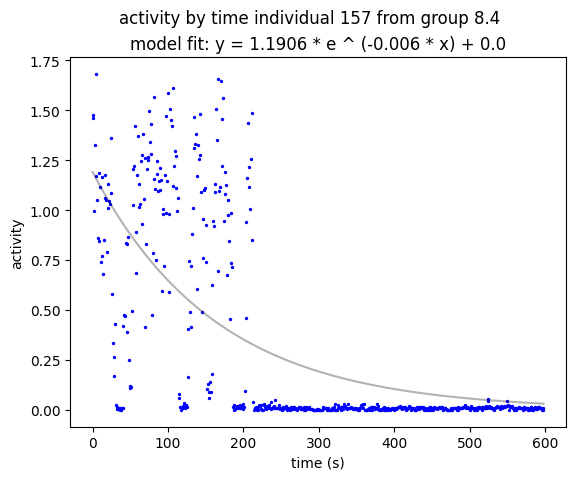 activity by time individual 157 from group 8.4
model fit: y = 1.1906 * e ^ (-0.006 * x) + 0.0
1.75
1.50
1.25
1.00
0.75
0.50
0.25
0.00
activity
0 100 200 300 400 500 600
time (s)